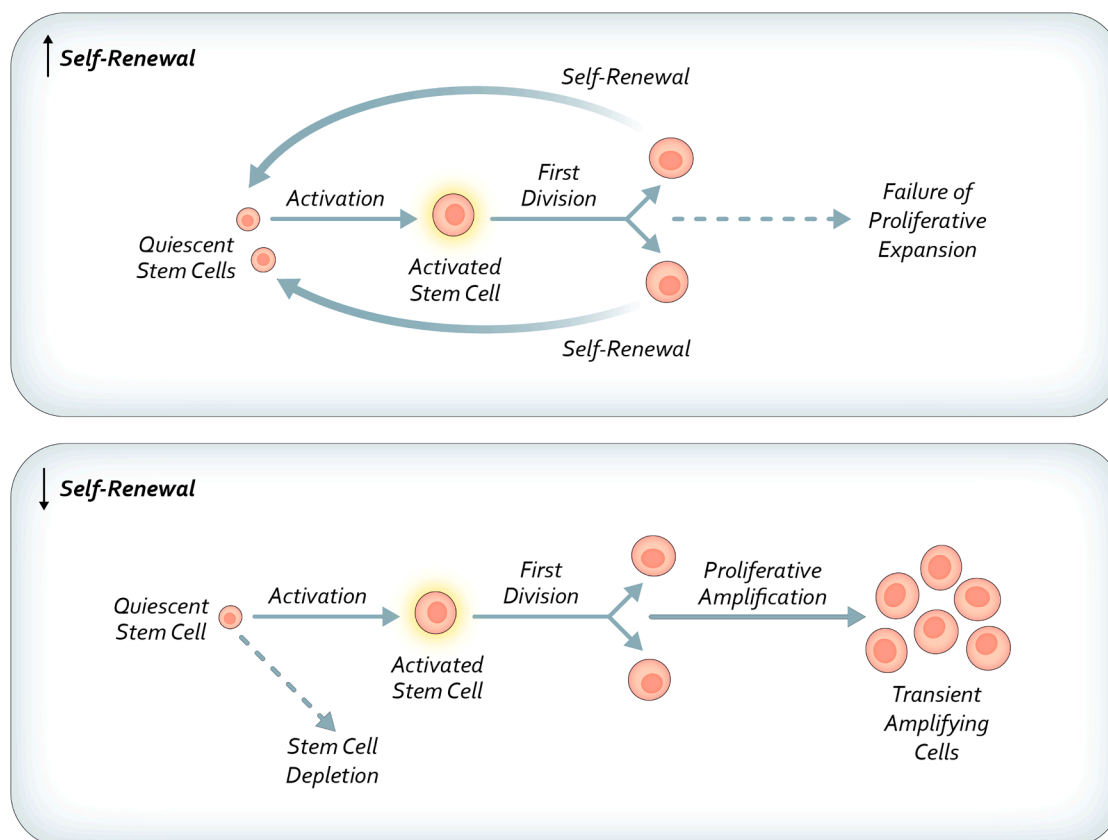 Self-Renewal
Self-Renewal
First
Division
Activation
Failure of
Proliferative
Expansion
Quiescent
Stem Cells
Activated
Stem Cell
Self-Renewal
Self-Renewal
First
Division
Proliferative
Amplification
Activation
Quiescent
Stem Cell
Activated
Stem Cell
Transient
Amplifying
Cells
Stem Cell
Depletion